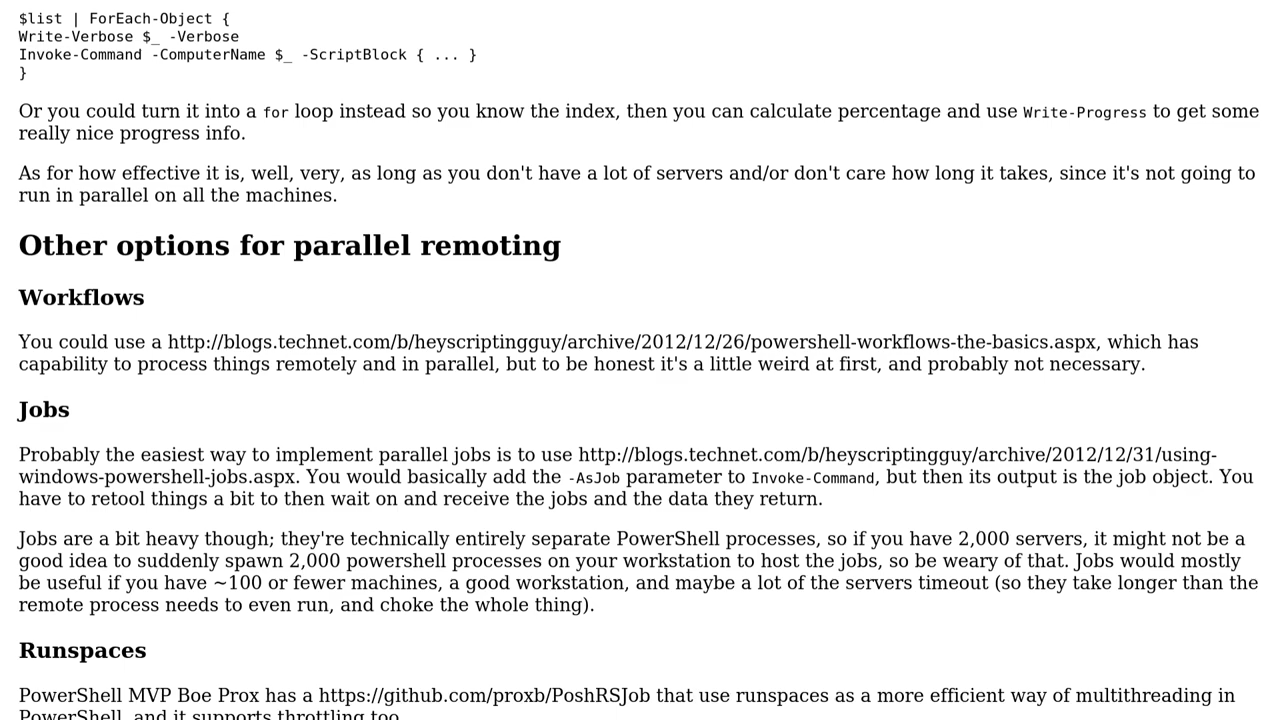 $list | ForEach-Object {
Write-Verbose $_ -Verbose
Invoke-Command -ComputerName $_ -ScriptBlock { ... }
}
Or you could turn it into a for loop instead so you know the index, then you can calculate percentage and use Write-Progress to get some
really nice progress info.
As for how effective it is, well, very, as long as you don't have a lot of servers and/or don't care how long it takes, since it's not going to
run in parallel on all the machines.
Other options for parallel remoting
Workflows
You could use a http://blogs.technet.com/b/heyscriptingguy/archive/2012/12/26/powershell-workflows-the-basics.aspx, which has
capability to process things remotely and in parallel, but to be honest it's a little weird at first, and probably not necessary.
Jobs
Probably the easiest way to implement parallel jobs is to use http://blogs.technet.com/b/heyscriptingguy/archive/2012/12/31/using-
windows-powershell-jobs.aspx. You would basically add the -AsJob parameter to Invoke-Command, but then its output is the job object. You
have to retool things a bit to then wait on and receive the jobs and the data they return.
Jobs are a bit heavy though; they're technically entirely separate PowerShell processes, so if you have 2,000 servers, it might not be a
good idea to suddenly spawn 2,000 powershell processes on your workstation to host the jobs, so be weary of that. Jobs would mostly
be useful if you have ~100 or fewer machines, a good workstation, and maybe a lot of the servers timeout (so they take longer than the
remote process needs to even run, and choke the whole thing).
Runspaces
PowerShell MVP Boe Prox has a https://github.com/proxb/PoshRSJob that use runspaces as a more efficient way of multithreading in
PowerShell, and it supports throttling too.